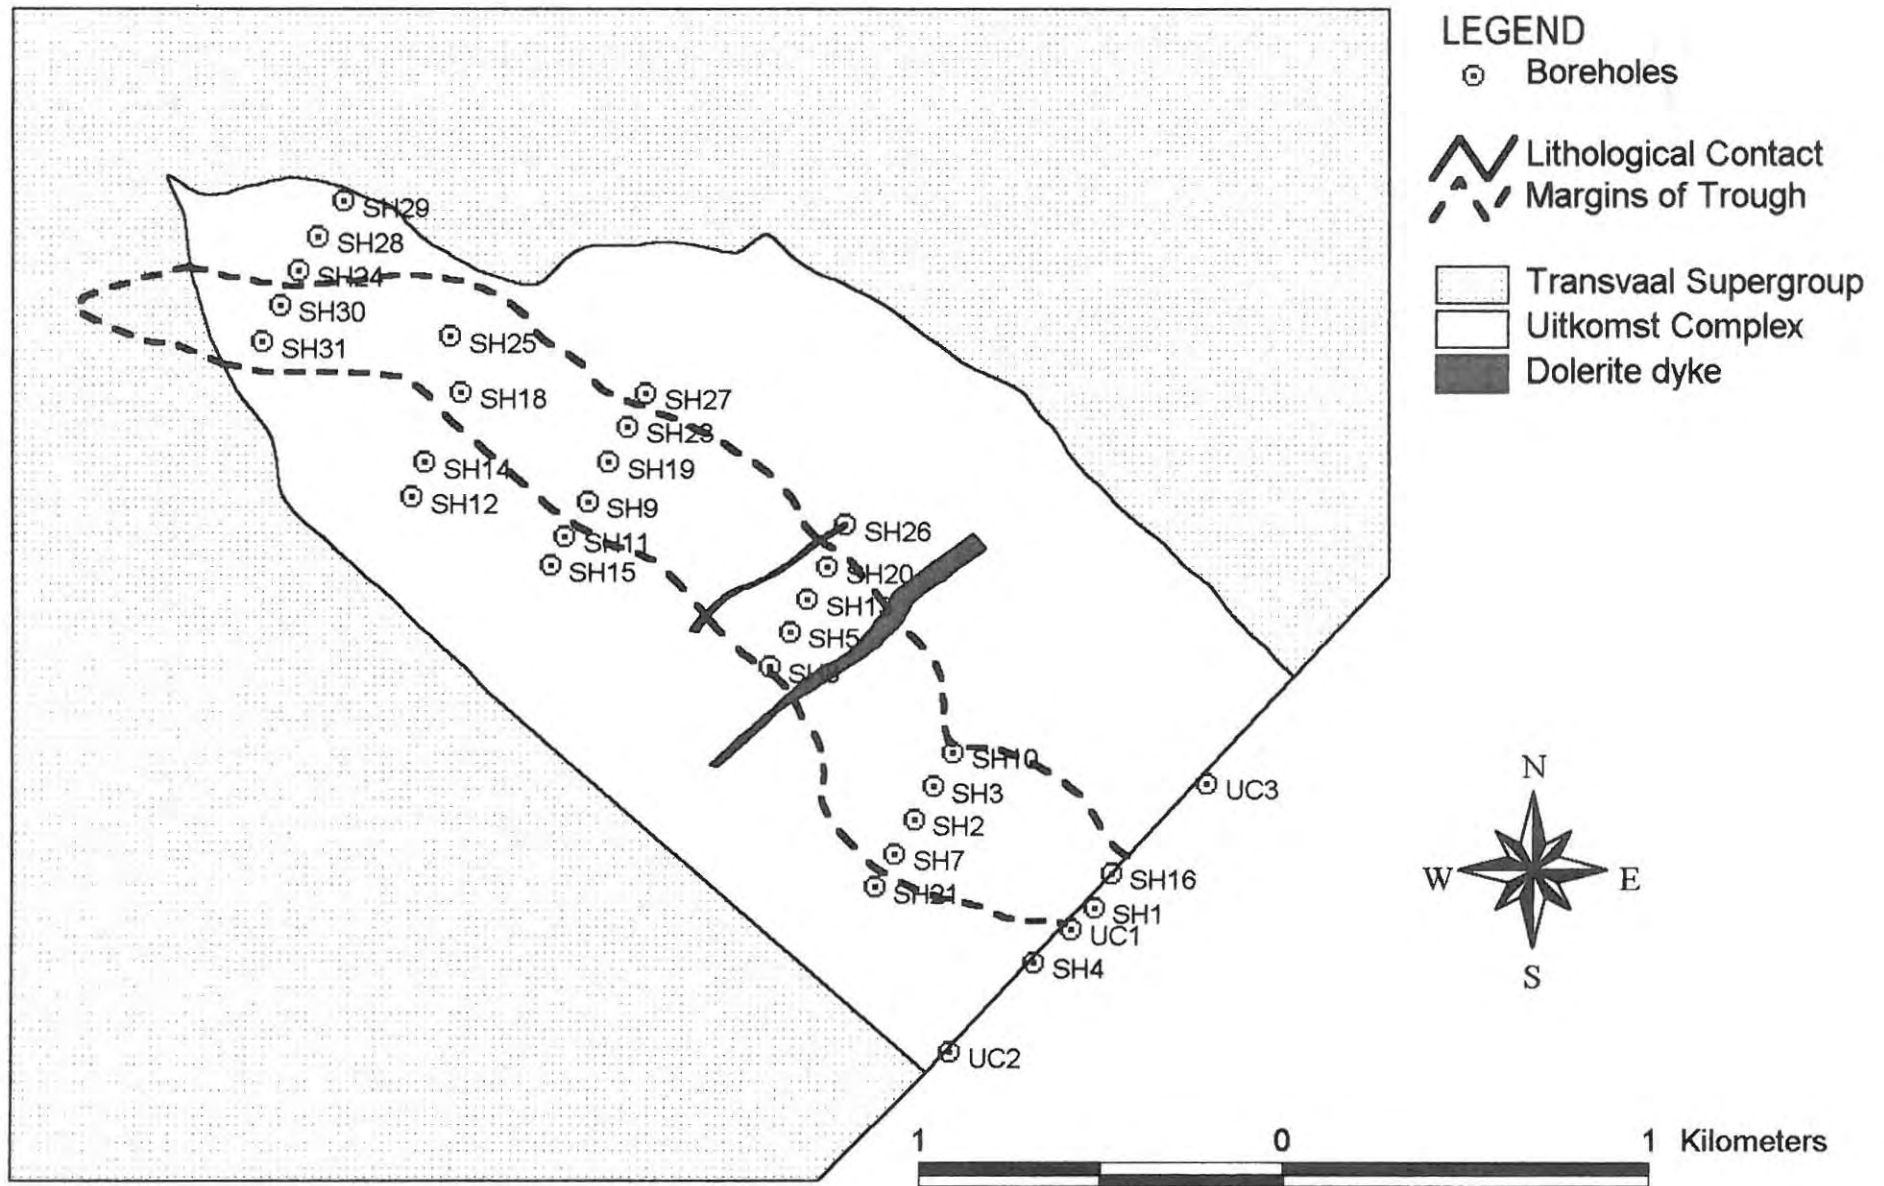 LEGEND
Boreholes
Lithological Contact
Margins of Trough
Transvaal Supergroup
Uitkomst Complex
Dolerite dyke
SH29
SH28
SH24
SH30
SH31
SH25
SH18
SH27
SH23
SH19
SH14
SH12
SH9
SH11
SH15
SH26
SH20
SH5
SH10
SH3
SH2
SH7
SH21
UC3
SH16
SH1
UC1
SH4
UC2
N
W
E
S
1 0 1 Kilometers